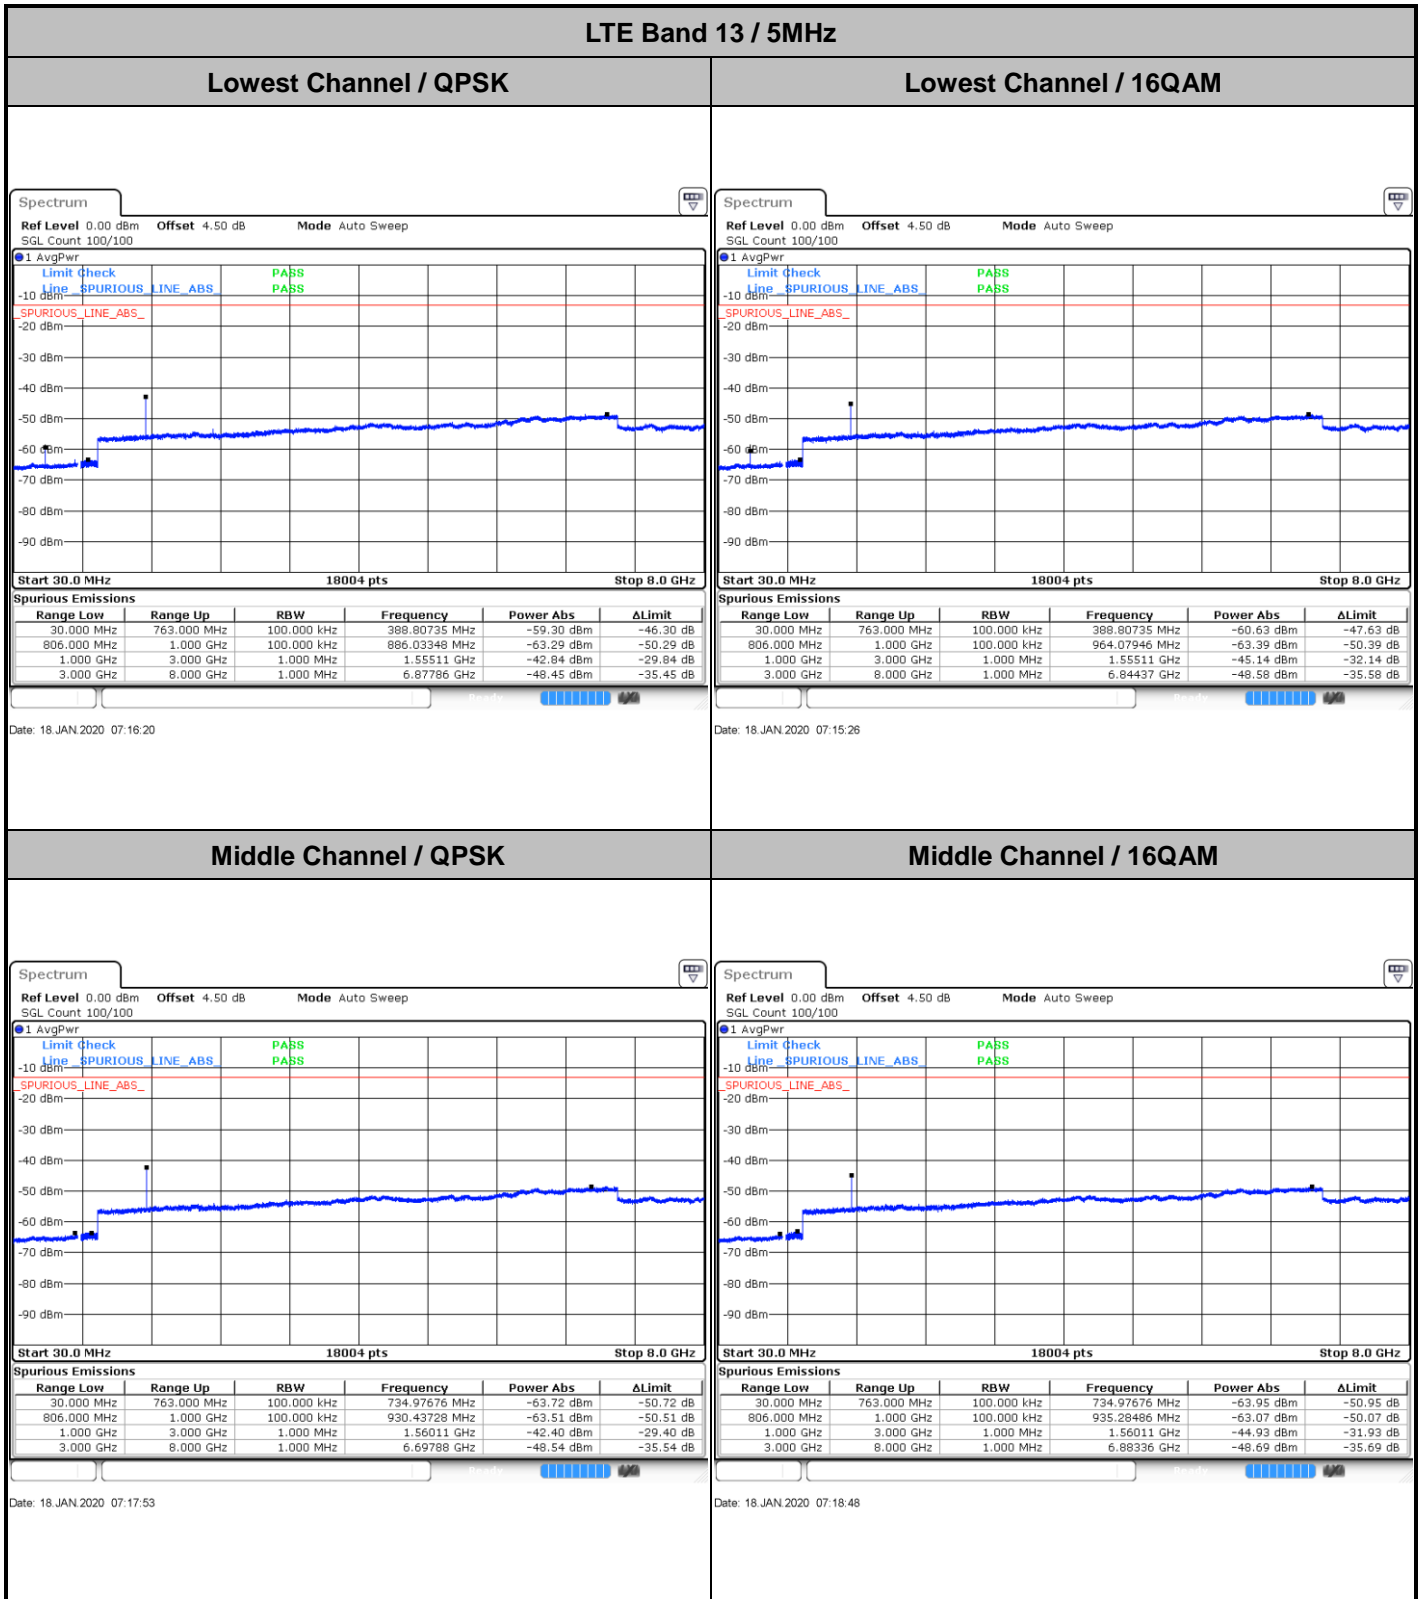 LTE Band 13 / 5MHz
Lowest Channel / QPSK
Lowest Channel / 16QAM
Spectrum
Ref Level 0.00 dBm Offset 4.50 dB Mode Auto Sweep
SGL Count 100/100
1 AvgPwr
Limit Check PASS
Line _SPURIOUS_LINE_ABS_ PASS
-10 dBm
_SPURIOUS_LINE_ABS_
-20 dBm
-30 dBm
-40 dBm
-50 dBm
-60 dBm
-70 dBm
-80 dBm
-90 dBm
Start 30.0 MHz 18004 pts Stop 8.0 GHz
Spurious Emissions
Range Low Range Up RBW Frequency Power Abs ΔLimit
30.000 MHz 763.000 MHz 100.000 kHz 388.80735 MHz -59.30 dBm -46.30 dB
806.000 MHz 1.000 GHz 100.000 kHz 886.03348 MHz -63.29 dBm -50.29 dB
1.000 GHz 3.000 GHz 1.000 MHz 1.55511 GHz -42.84 dBm -29.84 dB
3.000 GHz 8.000 GHz 1.000 MHz 6.87786 GHz -48.45 dBm -35.45 dB
Ready
Date: 18.JAN.2020 07:16:20
Spectrum
Ref Level 0.00 dBm Offset 4.50 dB Mode Auto Sweep
SGL Count 100/100
1 AvgPwr
Limit Check PASS
Line _SPURIOUS_LINE_ABS_ PASS
-10 dBm
_SPURIOUS_LINE_ABS_
-20 dBm
-30 dBm
-40 dBm
-50 dBm
-60 dBm
-70 dBm
-80 dBm
-90 dBm
Start 30.0 MHz 18004 pts Stop 8.0 GHz
Spurious Emissions
Range Low Range Up RBW Frequency Power Abs ΔLimit
30.000 MHz 763.000 MHz 100.000 kHz 388.80735 MHz -60.63 dBm -47.63 dB
806.000 MHz 1.000 GHz 100.000 kHz 964.07946 MHz -63.39 dBm -50.39 dB
1.000 GHz 3.000 GHz 1.000 MHz 1.55511 GHz -45.14 dBm -32.14 dB
3.000 GHz 8.000 GHz 1.000 MHz 6.84437 GHz -48.58 dBm -35.58 dB
Ready
Date: 18.JAN.2020 07:15:26
Middle Channel / QPSK
Middle Channel / 16QAM
Spectrum
Ref Level 0.00 dBm Offset 4.50 dB Mode Auto Sweep
SGL Count 100/100
1 AvgPwr
Limit Check PASS
Line _SPURIOUS_LINE_ABS_ PASS
-10 dBm
_SPURIOUS_LINE_ABS_
-20 dBm
-30 dBm
-40 dBm
-50 dBm
-60 dBm
-70 dBm
-80 dBm
-90 dBm
Start 30.0 MHz 18004 pts Stop 8.0 GHz
Spurious Emissions
Range Low Range Up RBW Frequency Power Abs ΔLimit
30.000 MHz 763.000 MHz 100.000 kHz 734.97676 MHz -63.72 dBm -50.72 dB
806.000 MHz 1.000 GHz 100.000 kHz 930.43728 MHz -63.51 dBm -50.51 dB
1.000 GHz 3.000 GHz 1.000 MHz 1.56011 GHz -42.40 dBm -29.40 dB
3.000 GHz 8.000 GHz 1.000 MHz 6.69788 GHz -48.54 dBm -35.54 dB
Ready
Date: 18.JAN.2020 07:17:53
Spectrum
Ref Level 0.00 dBm Offset 4.50 dB Mode Auto Sweep
SGL Count 100/100
1 AvgPwr
Limit Check PASS
Line _SPURIOUS_LINE_ABS_ PASS
-10 dBm
_SPURIOUS_LINE_ABS_
-20 dBm
-30 dBm
-40 dBm
-50 dBm
-60 dBm
-70 dBm
-80 dBm
-90 dBm
Start 30.0 MHz 18004 pts Stop 8.0 GHz
Spurious Emissions
Range Low Range Up RBW Frequency Power Abs ΔLimit
30.000 MHz 763.000 MHz 100.000 kHz 734.97676 MHz -63.95 dBm -50.95 dB
806.000 MHz 1.000 GHz 100.000 kHz 935.28486 MHz -63.07 dBm -50.07 dB
1.000 GHz 3.000 GHz 1.000 MHz 1.56011 GHz -44.93 dBm -31.93 dB
3.000 GHz 8.000 GHz 1.000 MHz 6.88336 GHz -48.69 dBm -35.69 dB
Ready
Date: 18.JAN.2020 07:18:48